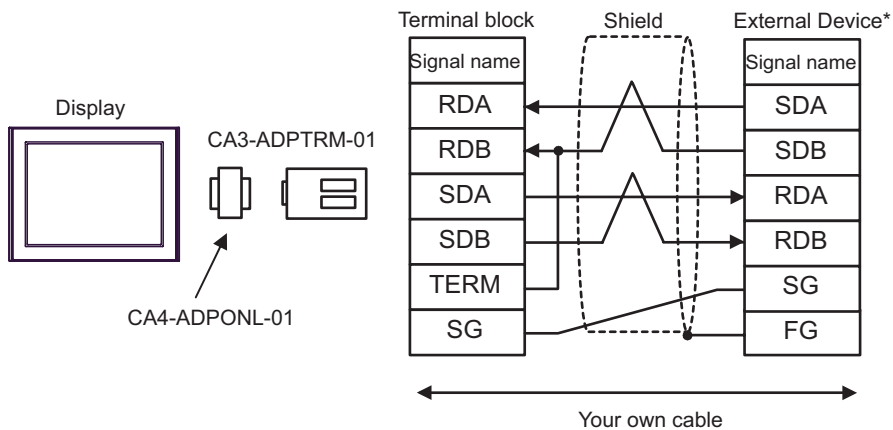 Terminal block Shield External Device*
Signal name Signal name
Display
RDA SDA
CA3-ADPTRM-01
RDB SDB
SDA RDA
SDB RDB
TERM SG
CA4-ADPONL-01
SG FG
Your own cable